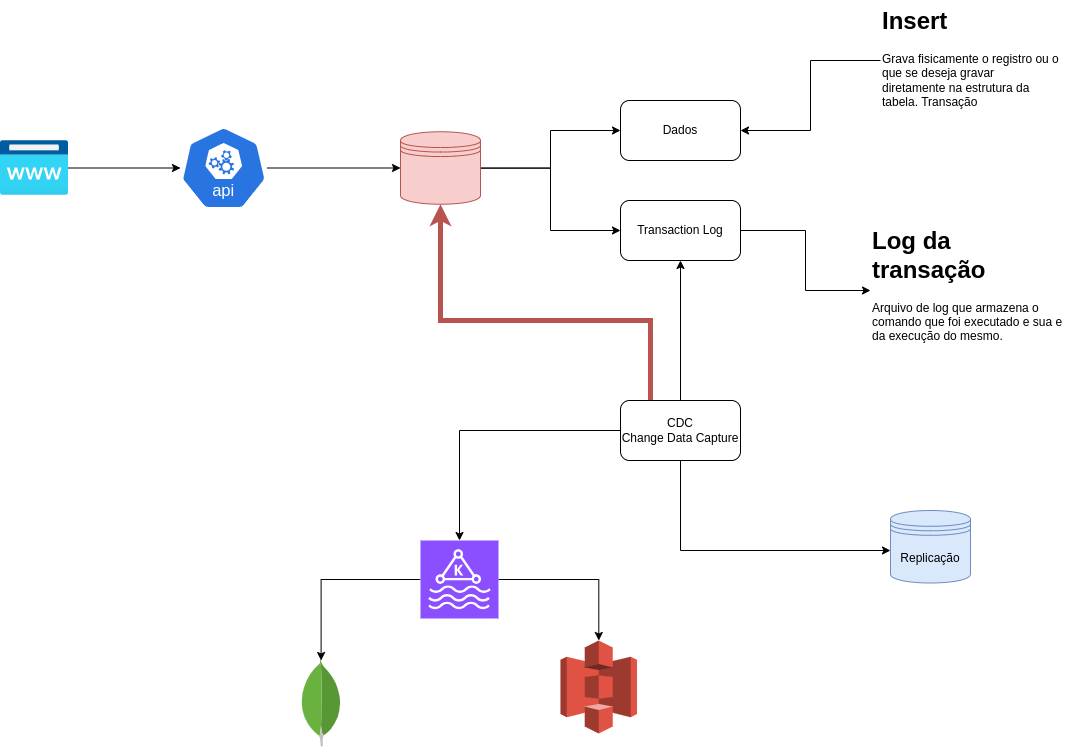 Insert
Grava fisicamente o registro ou o
que se deseja gravar
diretamente na estrutura da
tabela. Transação
Dados
WWW
api
Transaction Log
Log da
transação
Arquivo de log que armazena o
comando que foi executado e sua e
da execução do mesmo.
CDC
Change Data Capture
Replicação
K